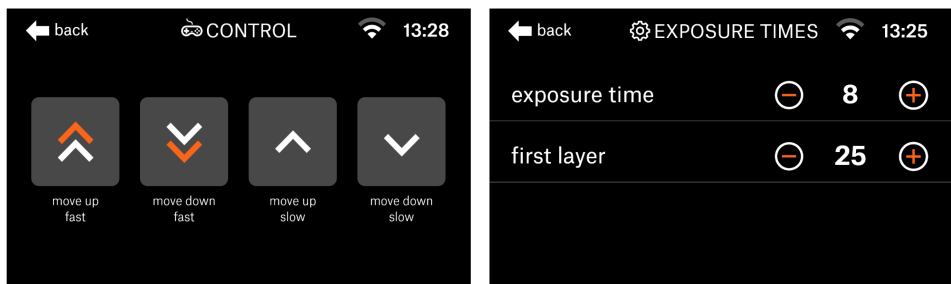 back CONTROL 13:28
move up fast
move down fast
move up slow
move down slow
back EXPOSURE TIMES 13:25
exposure time 8
first layer 25